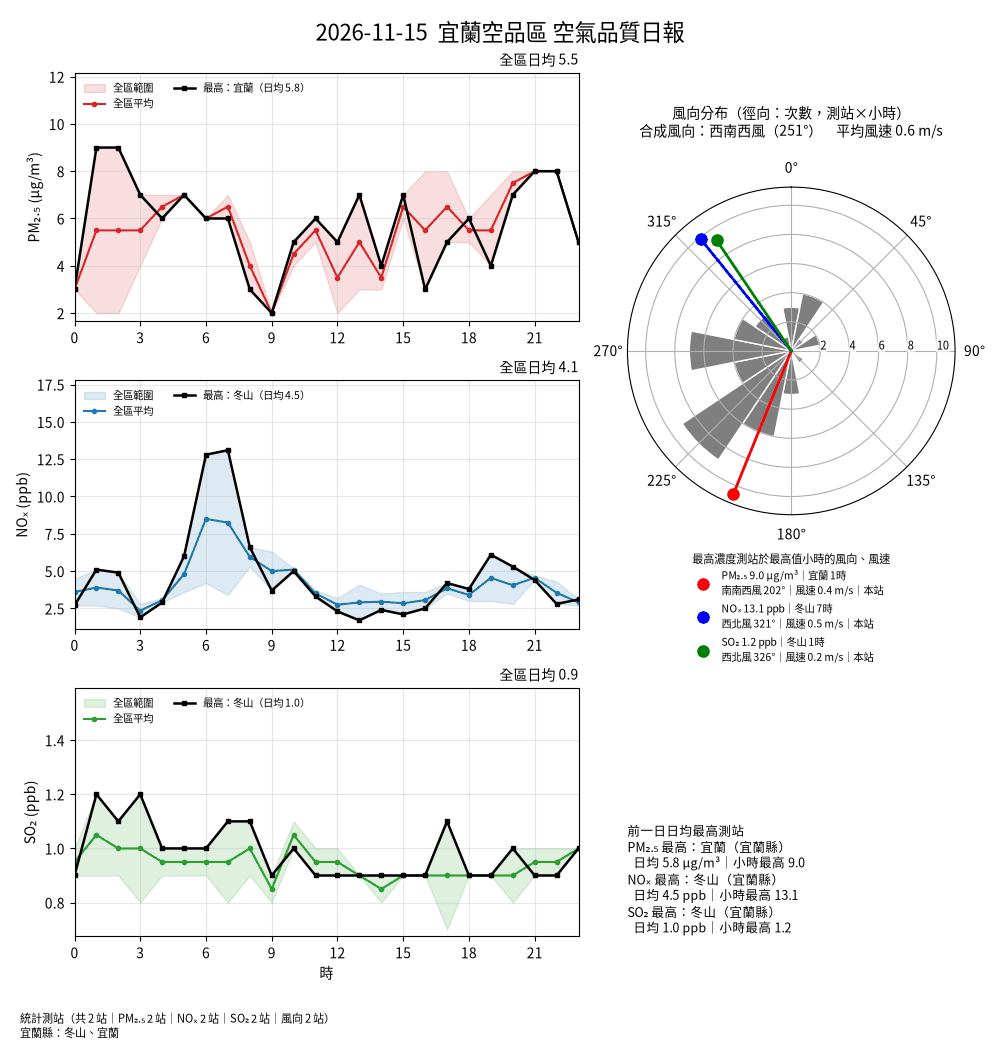 2026-11-15 宜蘭空品區 空氣品質日報
全區日均 5.5
全區範圍
全區平均
最高：宜蘭（日均 5.8）
PM₂.₅ (µg/m³)
12
10
8
6
4
2
0 3 6 9 12 15 18 21
全區日均 4.1
全區範圍
全區平均
最高：冬山（日均 4.5）
NOₓ (ppb)
17.5
15.0
12.5
10.0
7.5
5.0
2.5
0 3 6 9 12 15 18 21
全區日均 0.9
全區範圍
全區平均
最高：冬山（日均 1.0）
SO₂ (ppb)
1.4
1.2
1.0
0.8
0 3 6 9 12 15 18 21
時
風向分布（徑向：次數，測站×小時）
合成風向：西南西風（251°） 平均風速 0.6 m/s
0°
315° 45°
270° 2 4 6 8 10 90°
225° 135°
180°
最高濃度測站於最高值小時的風向、風速
PM₂.₅ 9.0 µg/m³｜宜蘭 1時
南南西風 202°｜風速 0.4 m/s｜本站
NOₓ 13.1 ppb｜冬山 7時
西北風 321°｜風速 0.5 m/s｜本站
SO₂ 1.2 ppb｜冬山 1時
西北風 326°｜風速 0.2 m/s｜本站
前一日日均最高測站
PM₂.₅ 最高：宜蘭（宜蘭縣）
日均 5.8 µg/m³｜小時最高 9.0
NOₓ 最高：冬山（宜蘭縣）
日均 4.5 ppb｜小時最高 13.1
SO₂ 最高：冬山（宜蘭縣）
日均 1.0 ppb｜小時最高 1.2
統計測站（共 2 站｜PM₂.₅ 2 站｜NOₓ 2 站｜SO₂ 2 站｜風向 2 站）
宜蘭縣：冬山、宜蘭